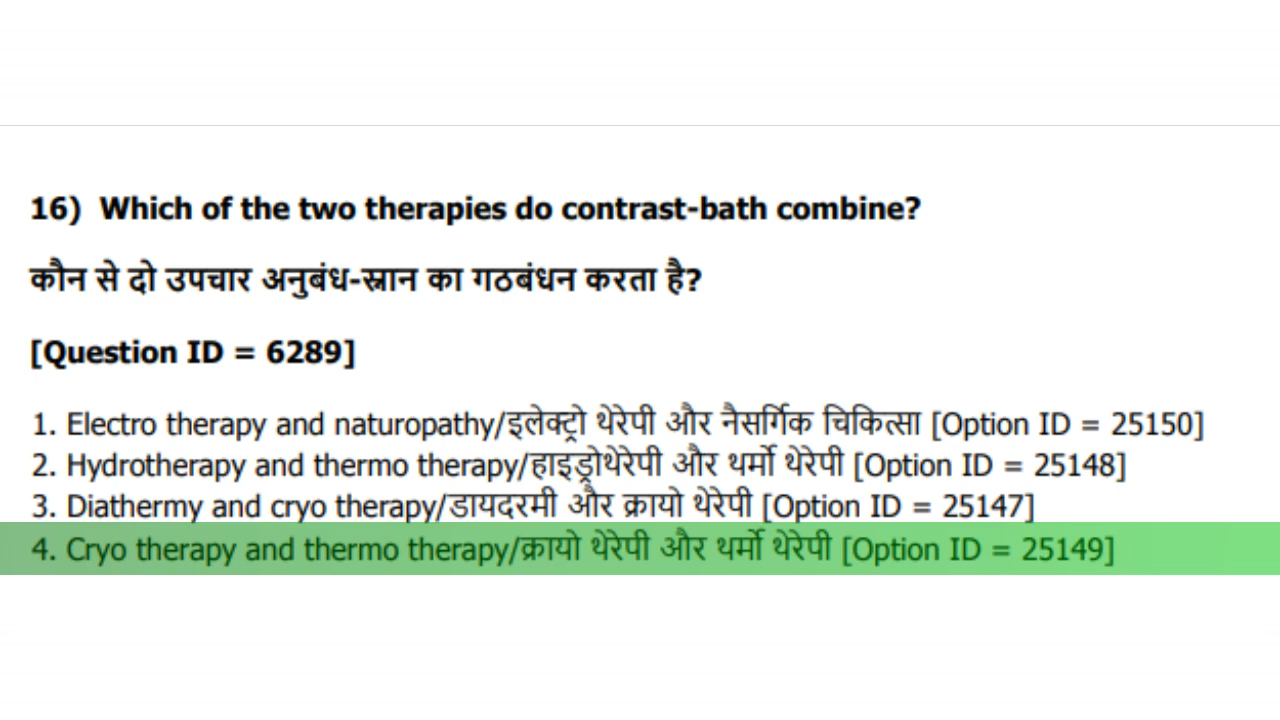 16) Which of the two therapies do contrast-bath combine?
कौन से दो उपचार अनुबंध-स्नान का गठबंधन करता है?
[Question ID = 6289]
1. Electro therapy and naturopathy/इलेक्ट्रो थेरेपी और नैसर्गिक चिकित्सा [Option ID = 25150]
2. Hydrotherapy and thermo therapy/हाइड्रोथेरेपी और थर्मो थेरेपी [Option ID = 25148]
3. Diathermy and cryo therapy/डायदरमी और क्रायो थेरेपी [Option ID = 25147]
4. Cryo therapy and thermo therapy/क्रायो थेरेपी और थर्मो थेरेपी [Option ID = 25149]